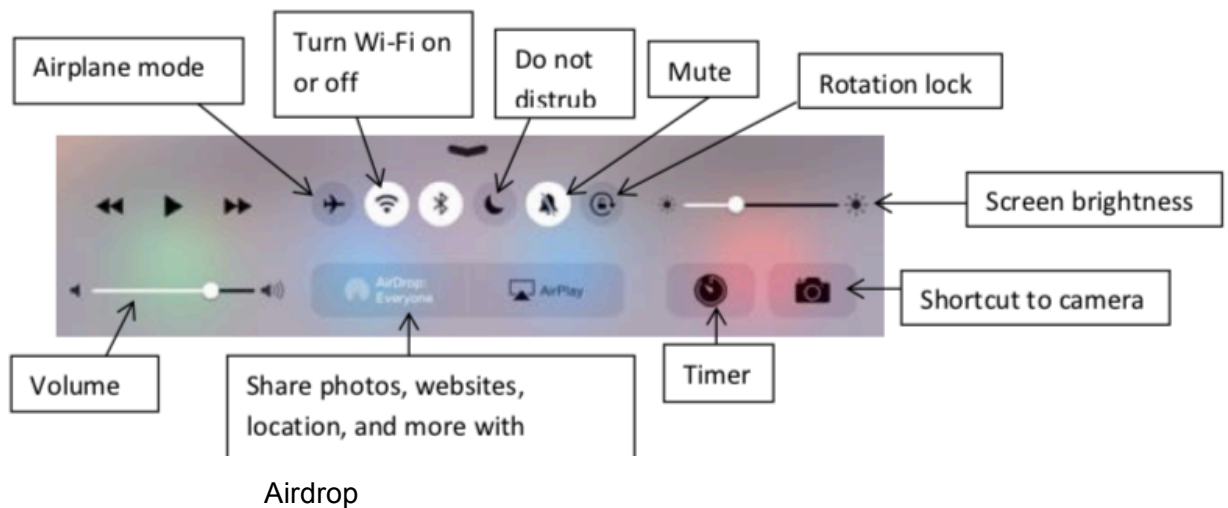 Airplane mode
Turn Wi-Fi on
or off
Do not
distrub
Mute
Rotation lock
Screen brightness
AirDrop:
Everyone
AirPlay
Shortcut to camera
Volume
Share photos, websites,
location, and more with
Timer
Airdrop